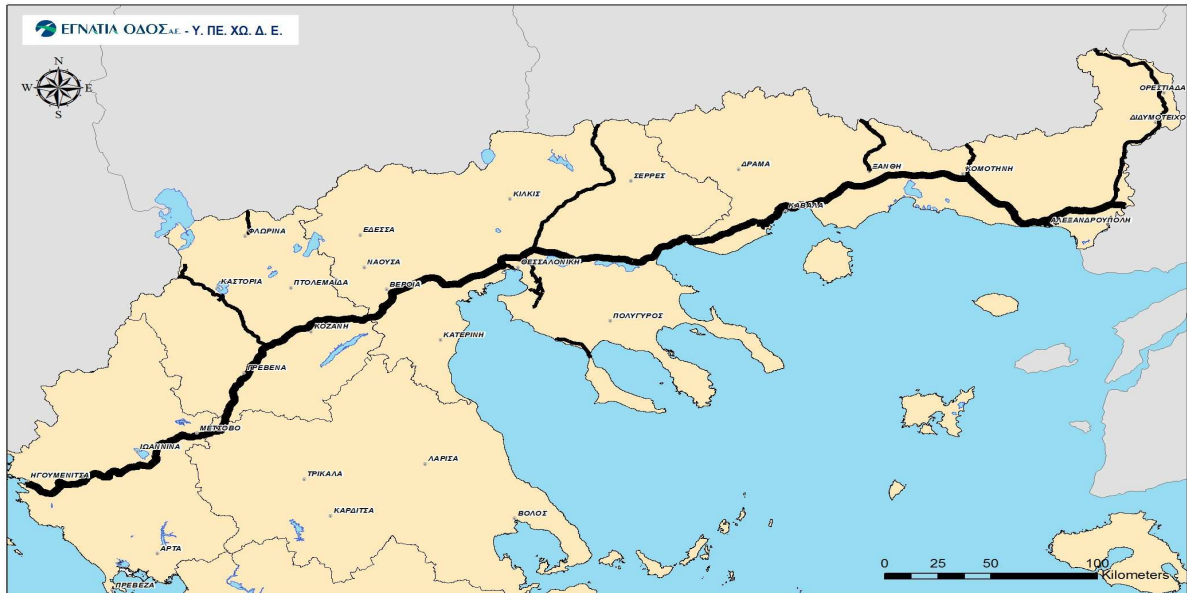 ΕΓΝΑΤΙΑ ΟΔΟΣ Α.Ε. - Υ. ΠΕ. ΧΩ. Δ. Ε.
N
W E
S
ΟΡΕΣΤΙΑΔΑ
ΔΙΔΥΜΟΤΕΙΧΟ
ΔΡΑΜΑ
ΞΑΝΘΗ
ΚΟΜΟΤΗΝΗ
ΣΕΡΡΕΣ
ΚΙΛΚΙΣ
ΚΑΒΑΛΑ
ΑΛΕΞΑΝΔΡΟΥΠΟΛΗ
ΦΛΩΡΙΝΑ
ΕΔΕΣΣΑ
ΘΕΣΣΑΛΟΝΙΚΗ
ΝΑΟΥΣΑ
ΚΑΣΤΟΡΙΑ
ΠΤΟΛΕΜΑΪΔΑ
ΒΕΡΟΙΑ
ΠΟΛΥΓΥΡΟΣ
ΚΟΖΑΝΗ
ΚΑΤΕΡΙΝΗ
ΓΡΕΒΕΝΑ
ΜΕΤΣΟΒΟ
ΙΩΑΝΝΙΝΑ
ΛΑΡΙΣΑ
ΗΓΟΥΜΕΝΙΤΣΑ
ΤΡΙΚΑΛΑ
ΚΑΡΔΙΤΣΑ
ΒΟΛΟΣ
ΑΡΤΑ
ΠΡΕΒΕΖΑ
0 25 50 100
Kilometers